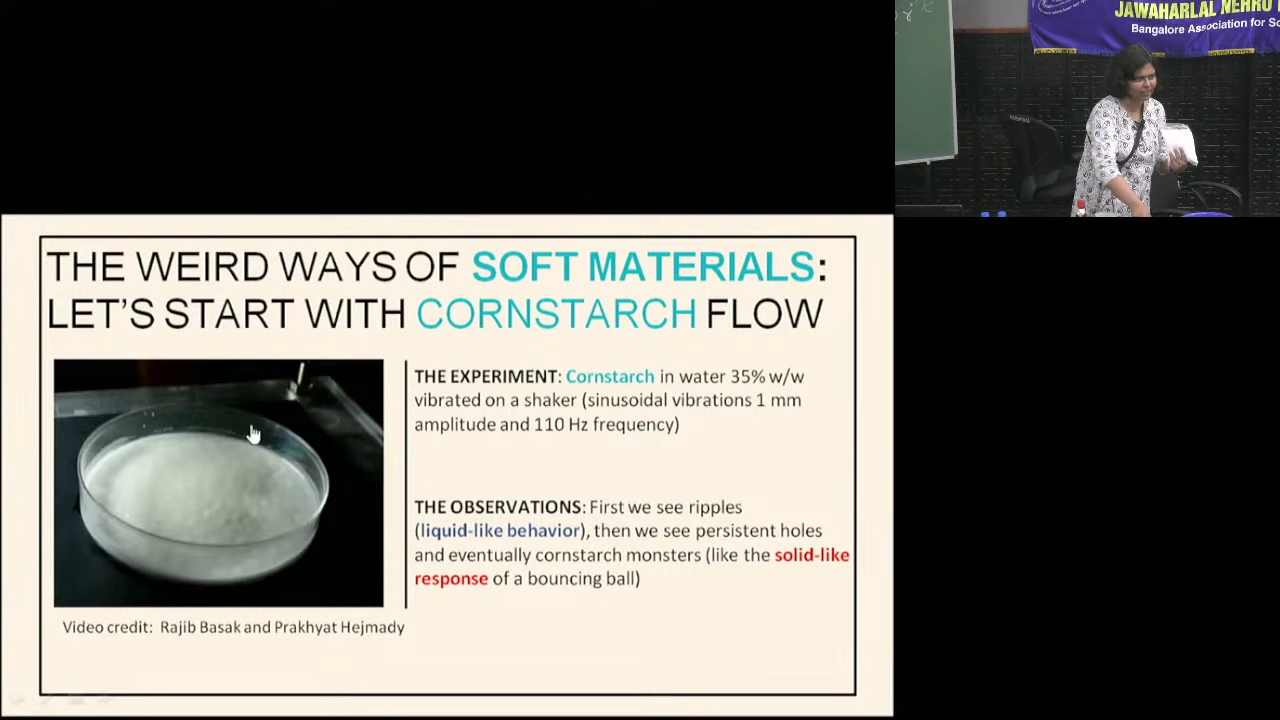 JAWAHARLAL NEHRU
Bangalore Association for
THE WEIRD WAYS OF SOFT MATERIALS:
LET'S START WITH CORNSTARCH FLOW
THE EXPERIMENT: Cornstarch in water 35% w/w
vibrated on a shaker (sinusoidal vibrations 1 mm
amplitude and 110 Hz frequency)
THE OBSERVATIONS: First we see ripples
(liquid-like behavior), then we see persistent holes
and eventually cornstarch monsters (like the solid-like
response of a bouncing ball)
Video credit: Rajib Basak and Prakhyat Hejmady